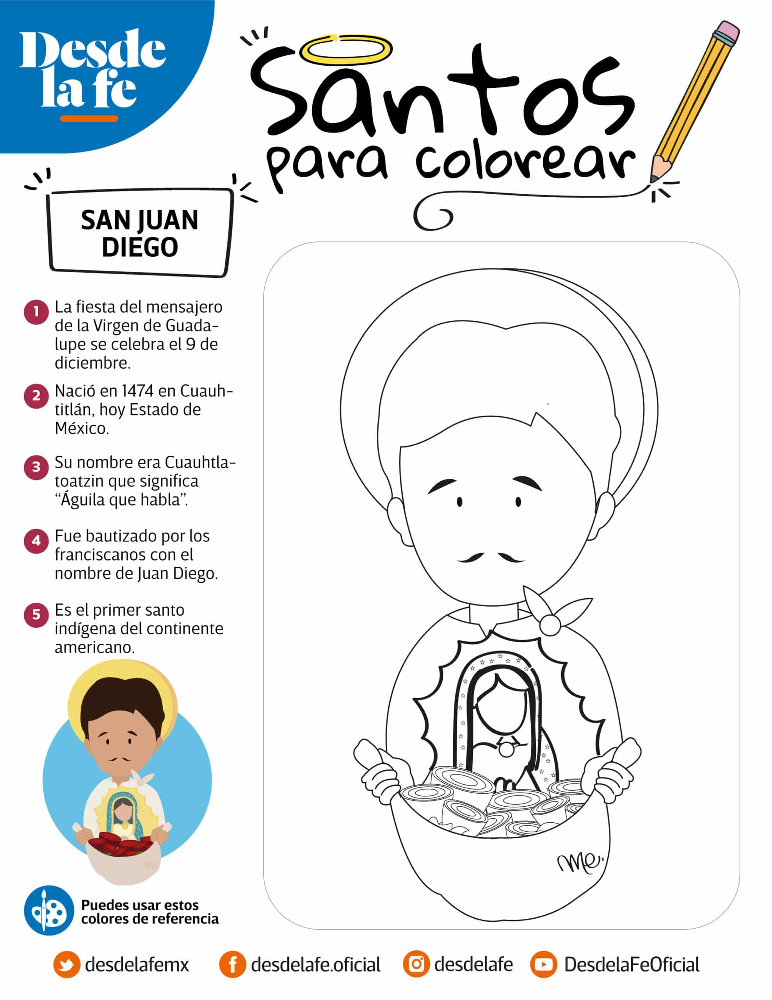 Desde
la fe
Santos
para colorear
SAN JUAN
DIEGO
1 La fiesta del mensajero
de la Virgen de Guada-
lupe se celebra el 9 de
diciembre.
2 Nació en 1474 en Cuauh-
titlán, hoy Estado de
México.
3 Su nombre era Cuauhtla-
toatzin que significa
“Águila que habla”.
4 Fue bautizado por los
franciscanos con el
nombre de Juan Diego.
5 Es el primer santo
indígena del continente
americano.
Puedes usar estos
colores de referencia
desdelafemx
desdelafe.oficial
desdelafe
DesdelaFeOficial